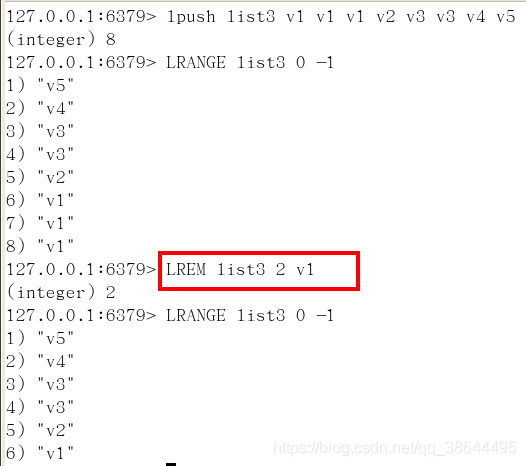 127.0.0.1:6379> lpush list3 v1 v1 v1 v2 v3 v3 v4 v5
(integer) 8
127.0.0.1:6379> LRANGE list3 0 -1
1) "v5"
2) "v4"
3) "v3"
4) "v3"
5) "v2"
6) "v1"
7) "v1"
8) "v1"
127.0.0.1:6379> LREM list3 2 v1
(integer) 2
127.0.0.1:6379> LRANGE list3 0 -1
1) "v5"
2) "v4"
3) "v3"
4) "v3"
5) "v2"
6) "v1"
https://blog.csdn.net/qq_38644495